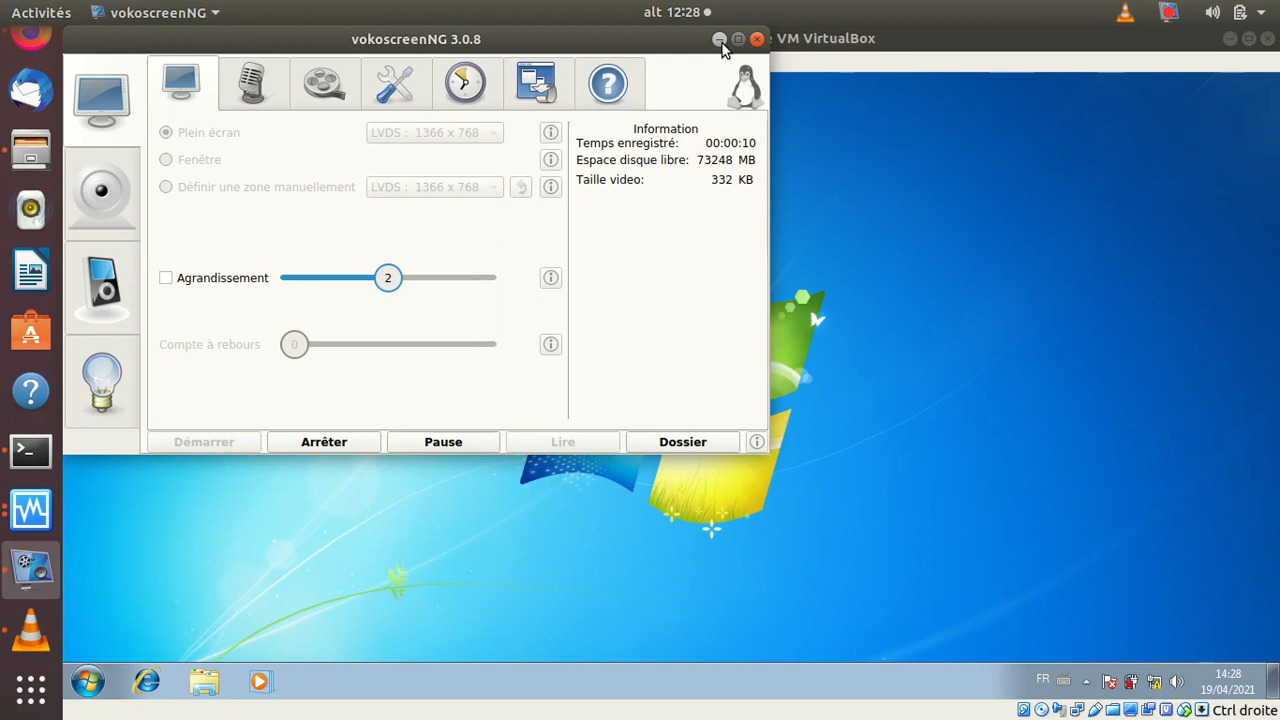 Activités
vokoscreenNG
alt 12:28
vokoscreenNG 3.0.8
VM VirtualBox
Plein écran
LVDS : 1366 x 768
Fenêtre
Définir une zone manuellement
LVDS : 1366 x 768
Agrandissement
2
Compte à rebours
0
Information
Temps enregistré: 00:00:10
Espace disque libre: 73248 MB
Taille video: 332 KB
Démarrer
Arrêter
Pause
Lire
Dossier
FR
14:28
19/04/2021
Ctrl droite